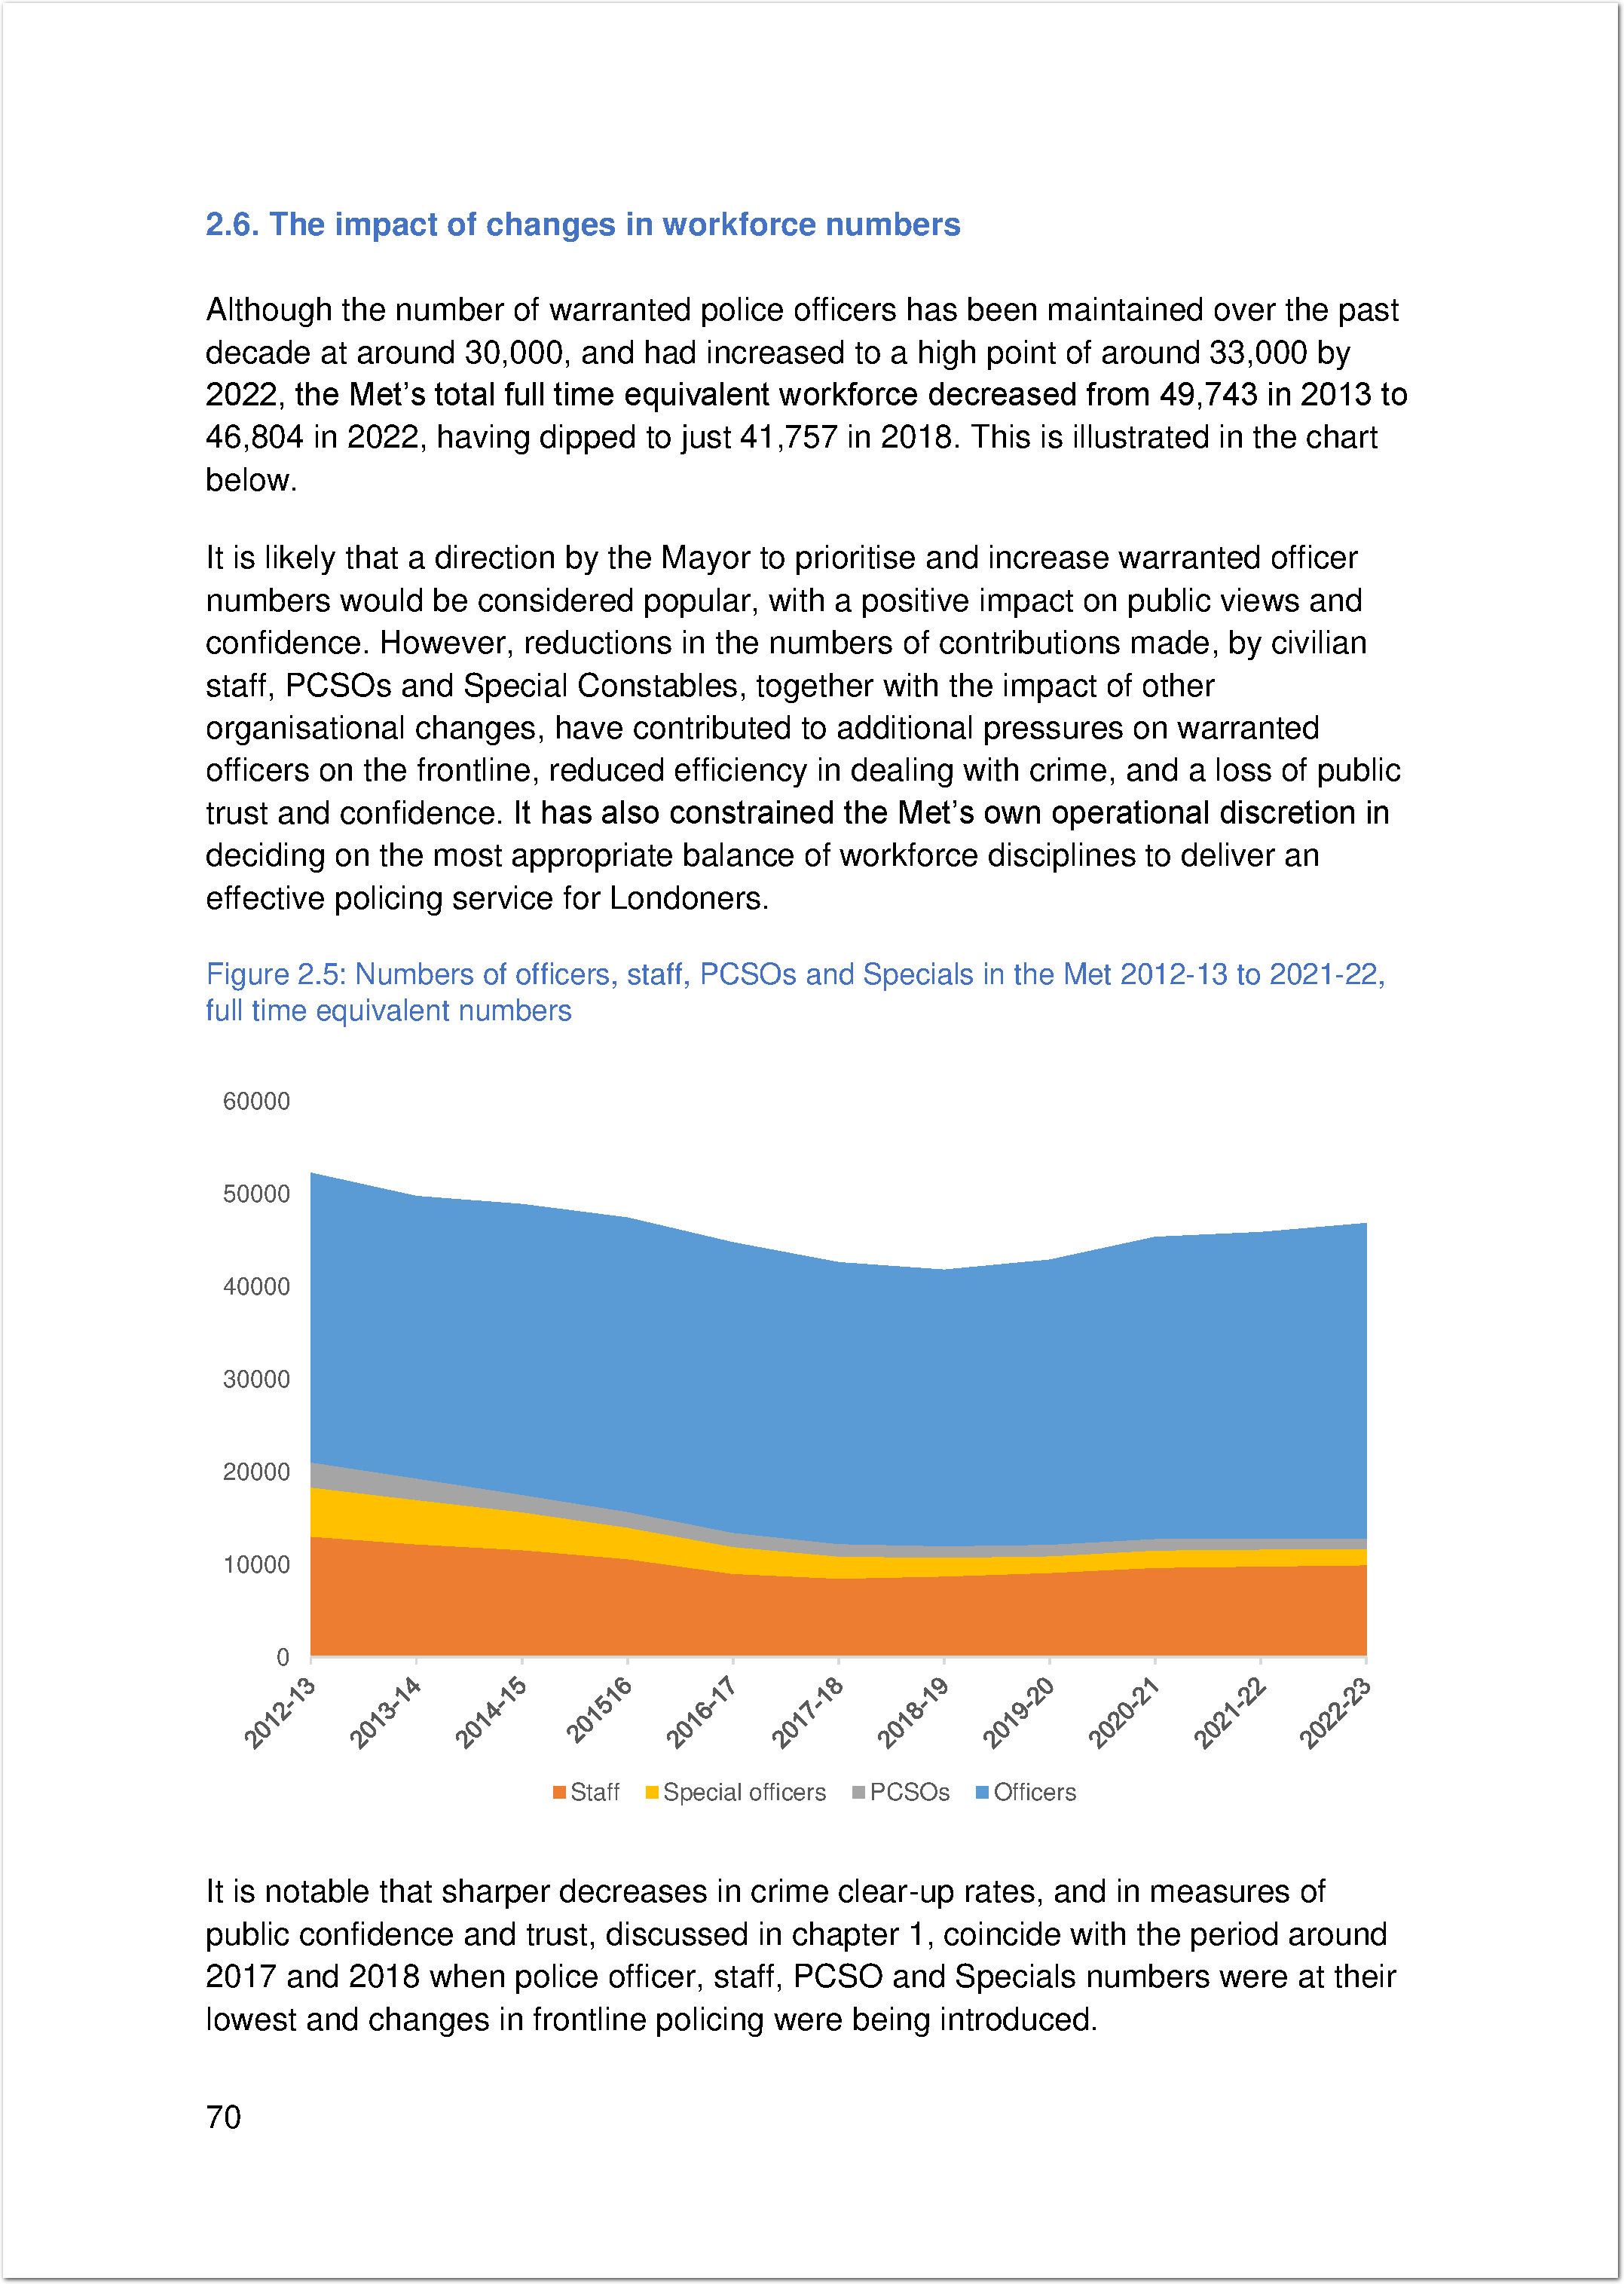 2.6. The impact of changes in workforce numbers
Although the number of warranted police officers has been maintained over the past
decade at around 30,000, and had increased to a high point of around 33,000 by
2022, the Met’s total full time equivalent workforce decreased from 49,743 in 2013 to
46,804 in 2022, having dipped to just 41,757 in 2018. This is illustrated in the chart
below.
It is likely that a direction by the Mayor to prioritise and increase warranted officer
numbers would be considered popular, with a positive impact on public views and
confidence. However, reductions in the numbers of contributions made, by civilian
staff, PCSOs and Special Constables, together with the impact of other
organisational changes, have contributed to additional pressures on warranted
officers on the frontline, reduced efficiency in dealing with crime, and a loss of public
trust and confidence. It has also constrained the Met’s own operational discretion in
deciding on the most appropriate balance of workforce disciplines to deliver an
effective policing service for Londoners.
Figure 2.5: Numbers of officers, staff, PCSOs and Specials in the Met 2012-13 to 2021-22,
full time equivalent numbers
60000
50000
40000
30000
20000
10000
0
2012-13 2013-14 2014-15 201516 2016-17 2017-18 2018-19 2019-20 2020-21 2021-22 2022-23
Staff Special officers PCSOs Officers
It is notable that sharper decreases in crime clear-up rates, and in measures of
public confidence and trust, discussed in chapter 1, coincide with the period around
2017 and 2018 when police officer, staff, PCSO and Specials numbers were at their
lowest and changes in frontline policing were being introduced.
70